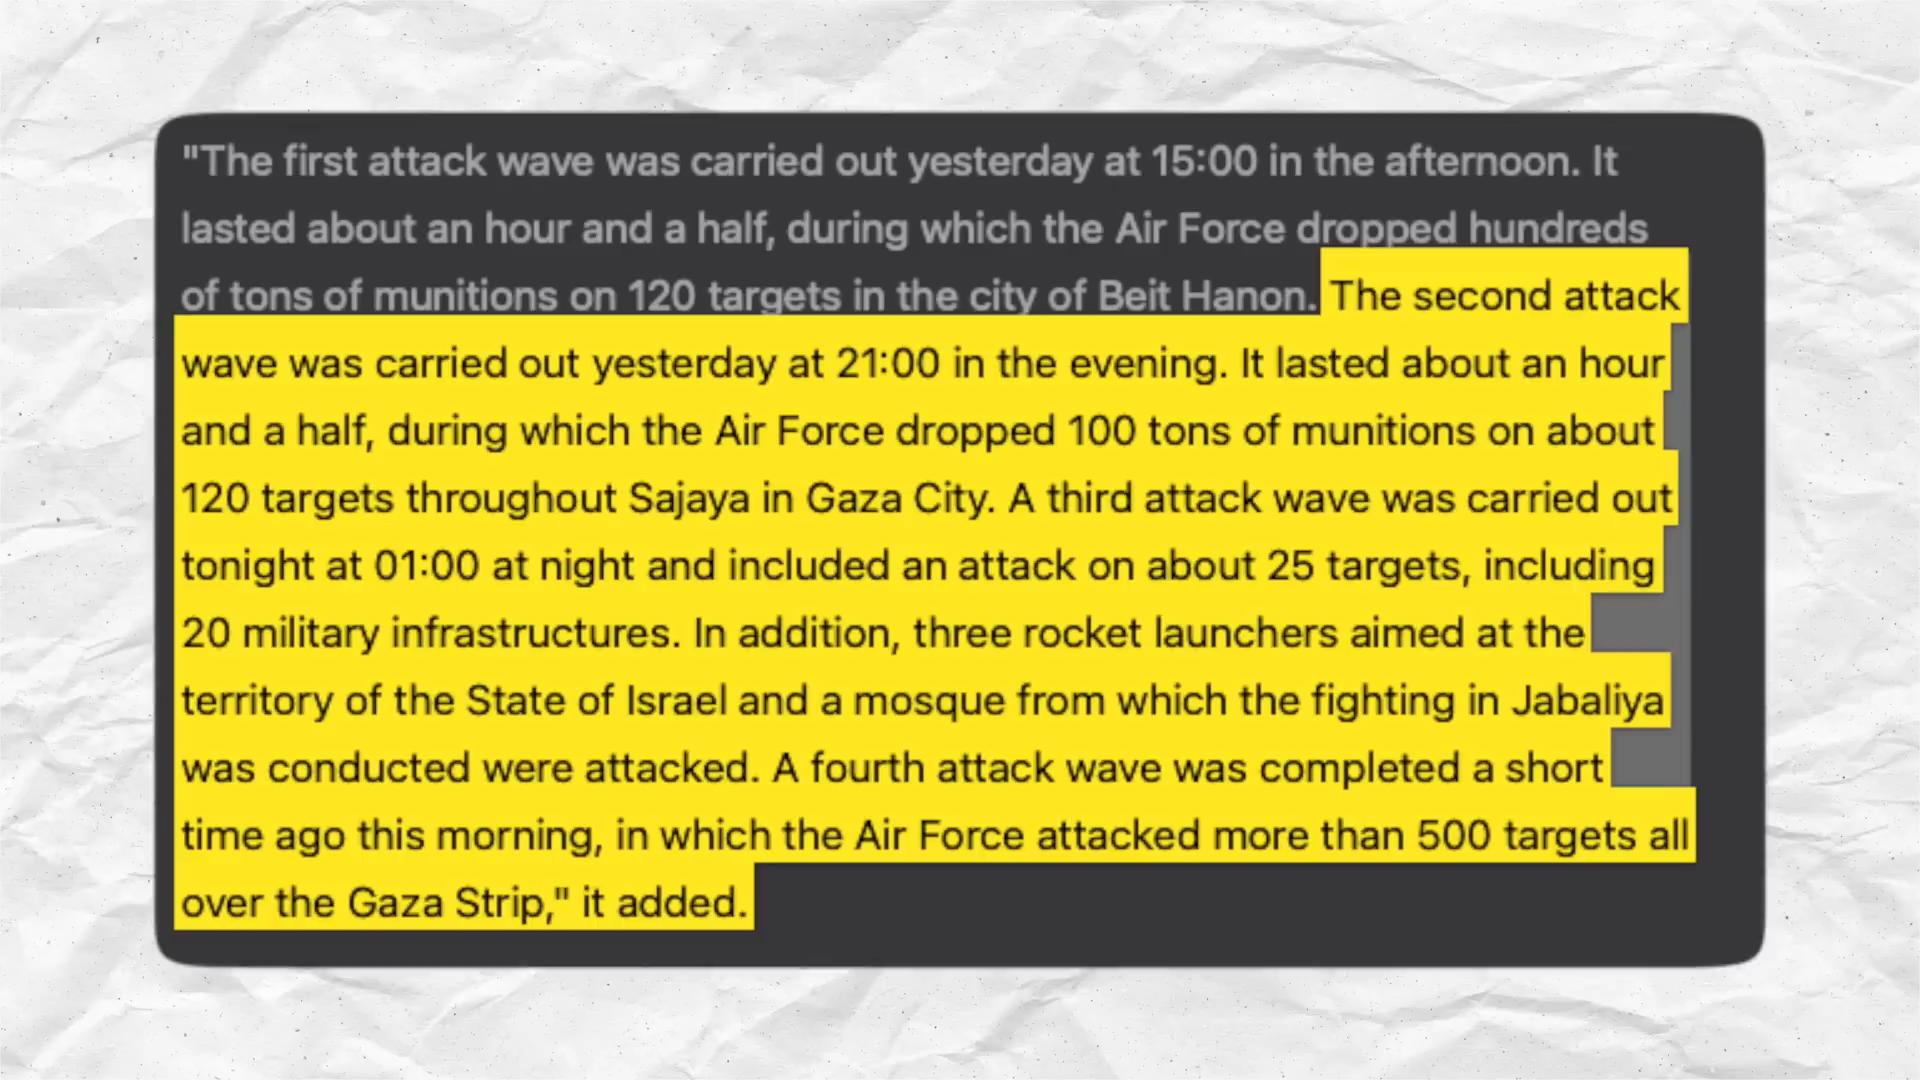 "The first attack wave was carried out yesterday at 15:00 in the afternoon. It
lasted about an hour and a half, during which the Air Force dropped hundreds
of tons of munitions on 120 targets in the city of Beit Hanon. The second attack
wave was carried out yesterday at 21:00 in the evening. It lasted about an hour
and a half, during which the Air Force dropped 100 tons of munitions on about
120 targets throughout Sajaya in Gaza City. A third attack wave was carried out
tonight at 01:00 at night and included an attack on about 25 targets, including
20 military infrastructures. In addition, three rocket launchers aimed at the
territory of the State of Israel and a mosque from which the fighting in Jabaliya
was conducted were attacked. A fourth attack wave was completed a short
time ago this morning, in which the Air Force attacked more than 500 targets all
over the Gaza Strip," it added.